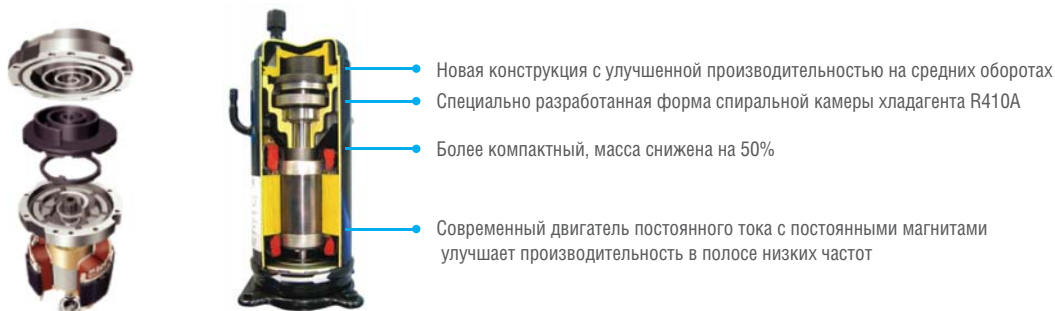 Новая конструкция с улучшенной производительностью на средних оборотах
Специально разработанная форма спиральной камеры хладагента R410A
Более компактный, масса снижена на 50%
Современный двигатель постоянного тока с постоянными магнитами
улучшает производительность в полосе низких частот